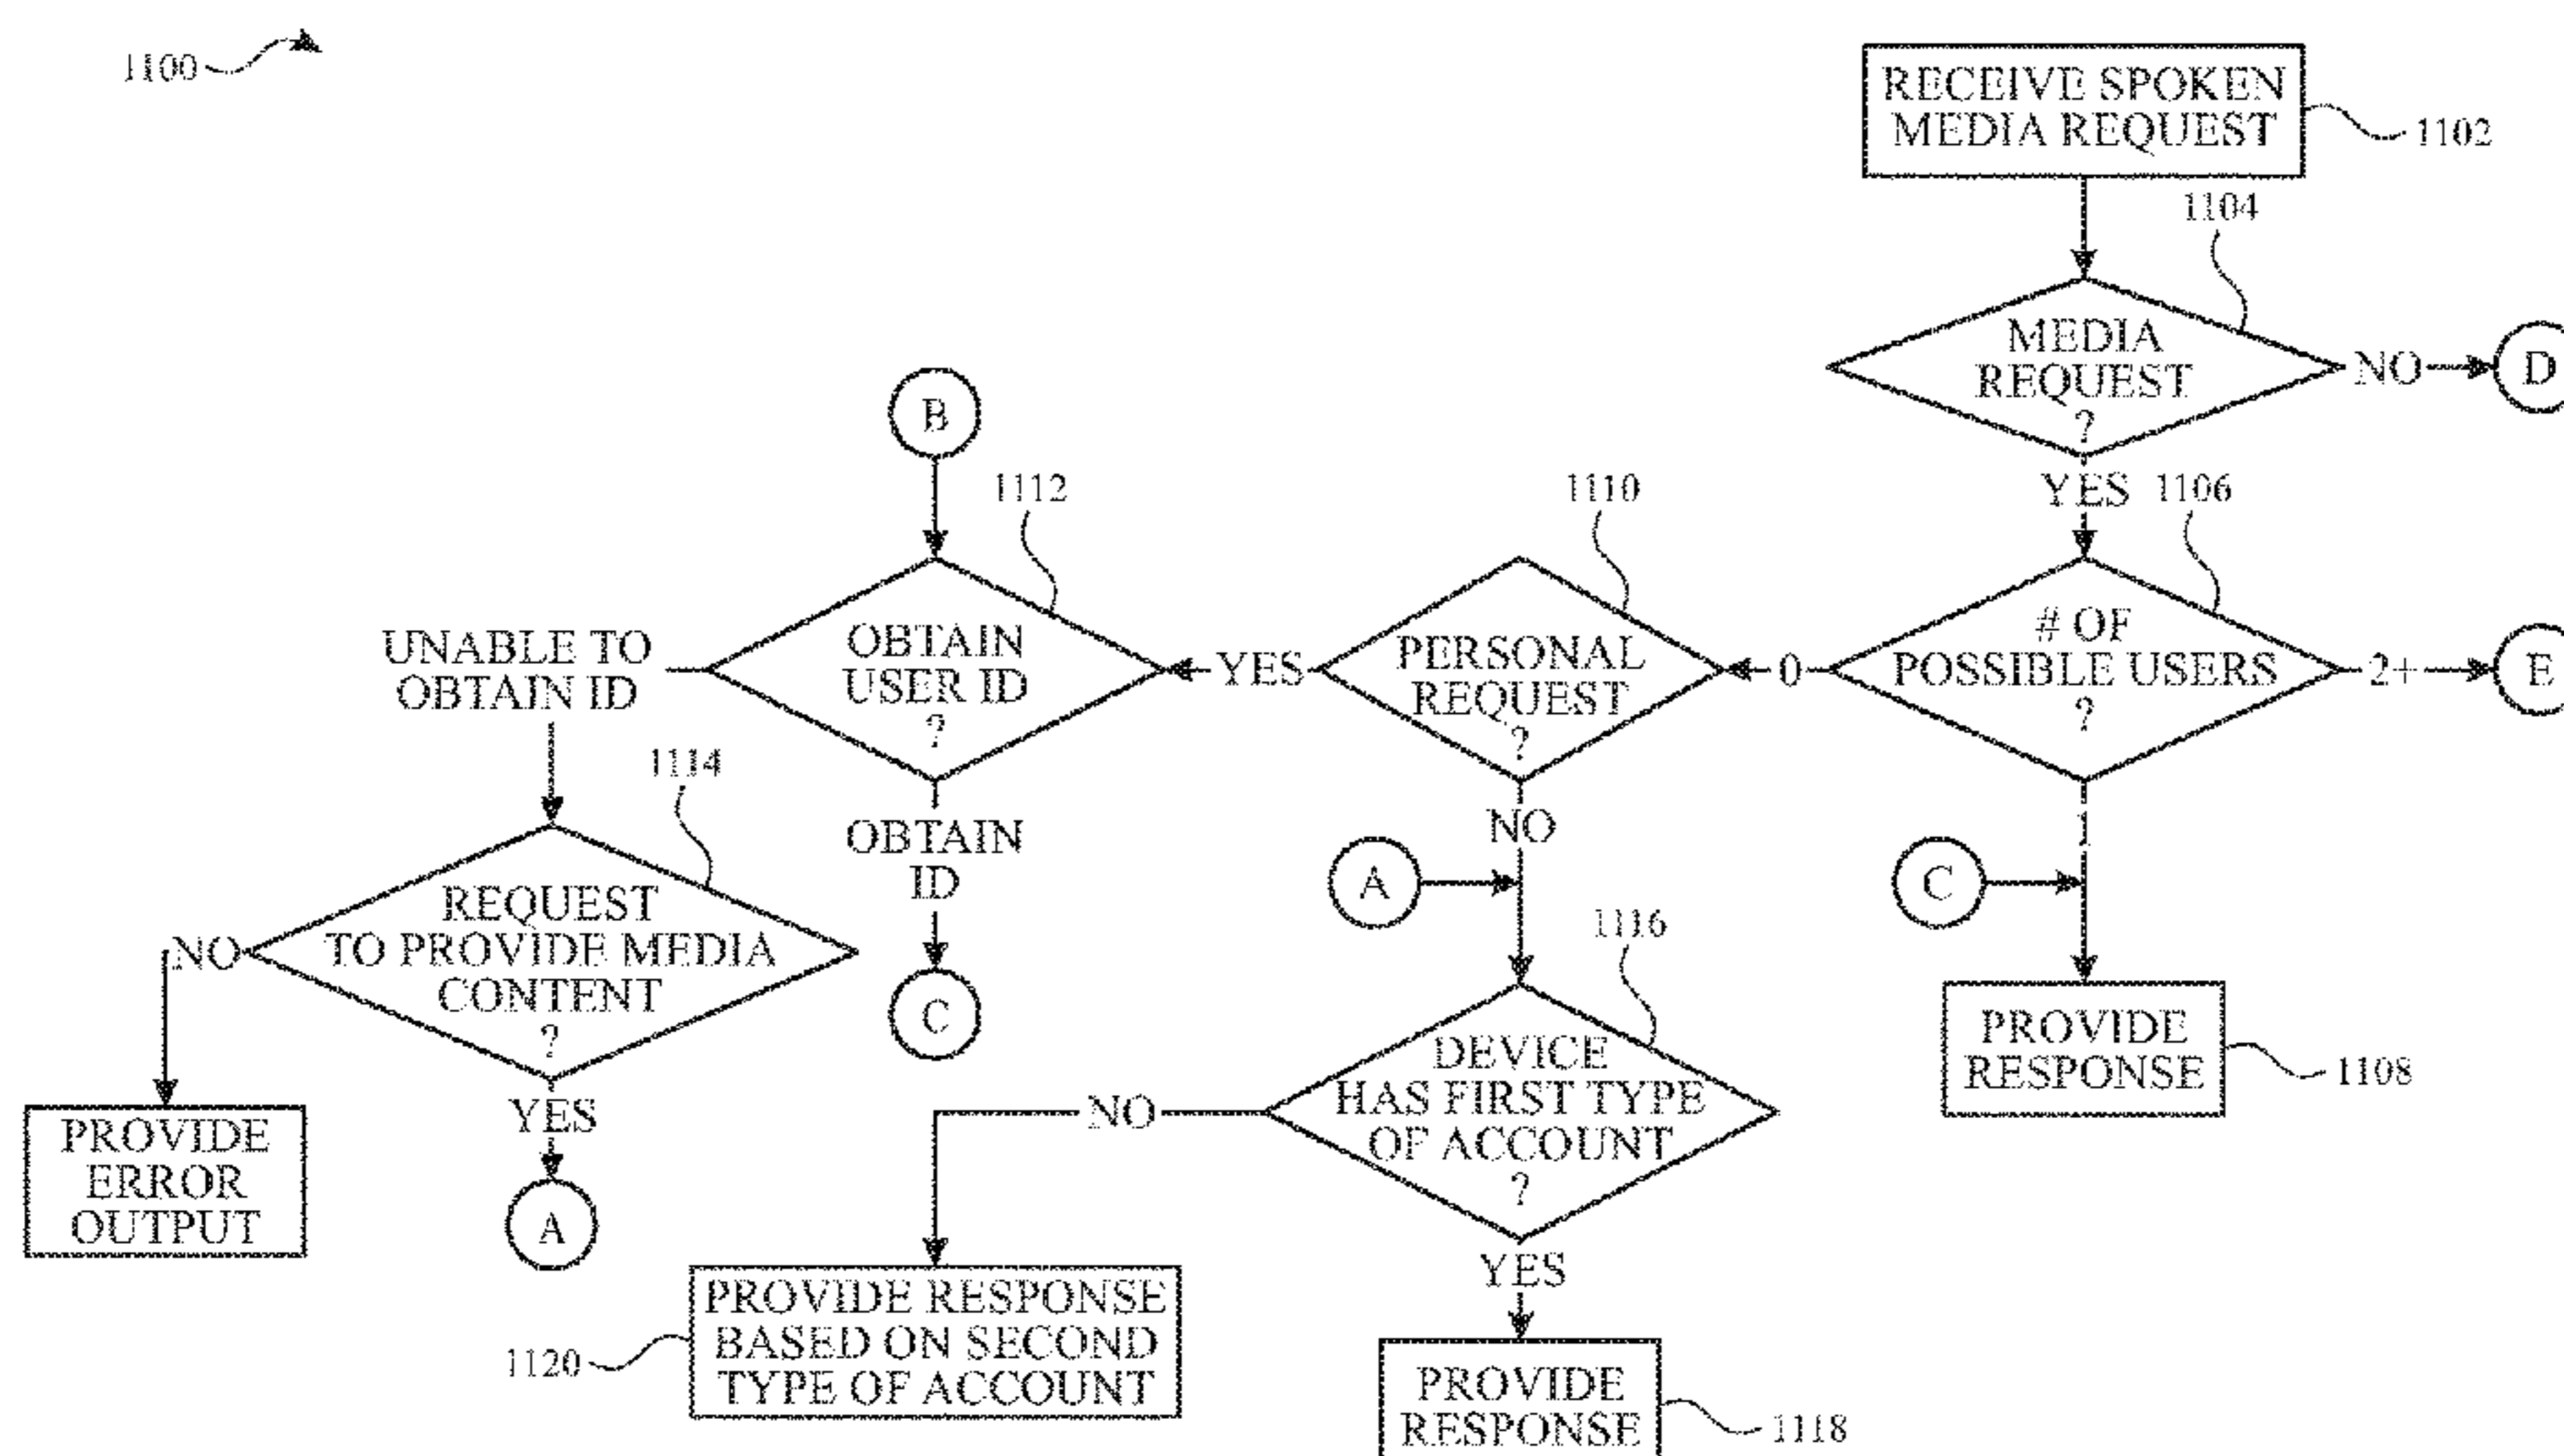 1100
RECEIVE SPOKEN
MEDIA REQUEST
1102
1104
MEDIA
REQUEST
?
NO
D
YES
1106
# OF
POSSIBLE USERS
?
2+
E
0
1
C
PROVIDE
RESPONSE
1108
1110
PERSONAL
REQUEST
?
YES
NO
A
B
1112
OBTAIN
USER ID
?
OBTAIN
ID
C
UNABLE TO
OBTAIN ID
1114
REQUEST
TO PROVIDE MEDIA
CONTENT
?
NO
PROVIDE
ERROR
OUTPUT
YES
A
1116
DEVICE
HAS FIRST TYPE
OF ACCOUNT
?
NO
PROVIDE RESPONSE
BASED ON SECOND
TYPE OF ACCOUNT
1120
YES
PROVIDE
RESPONSE
1118